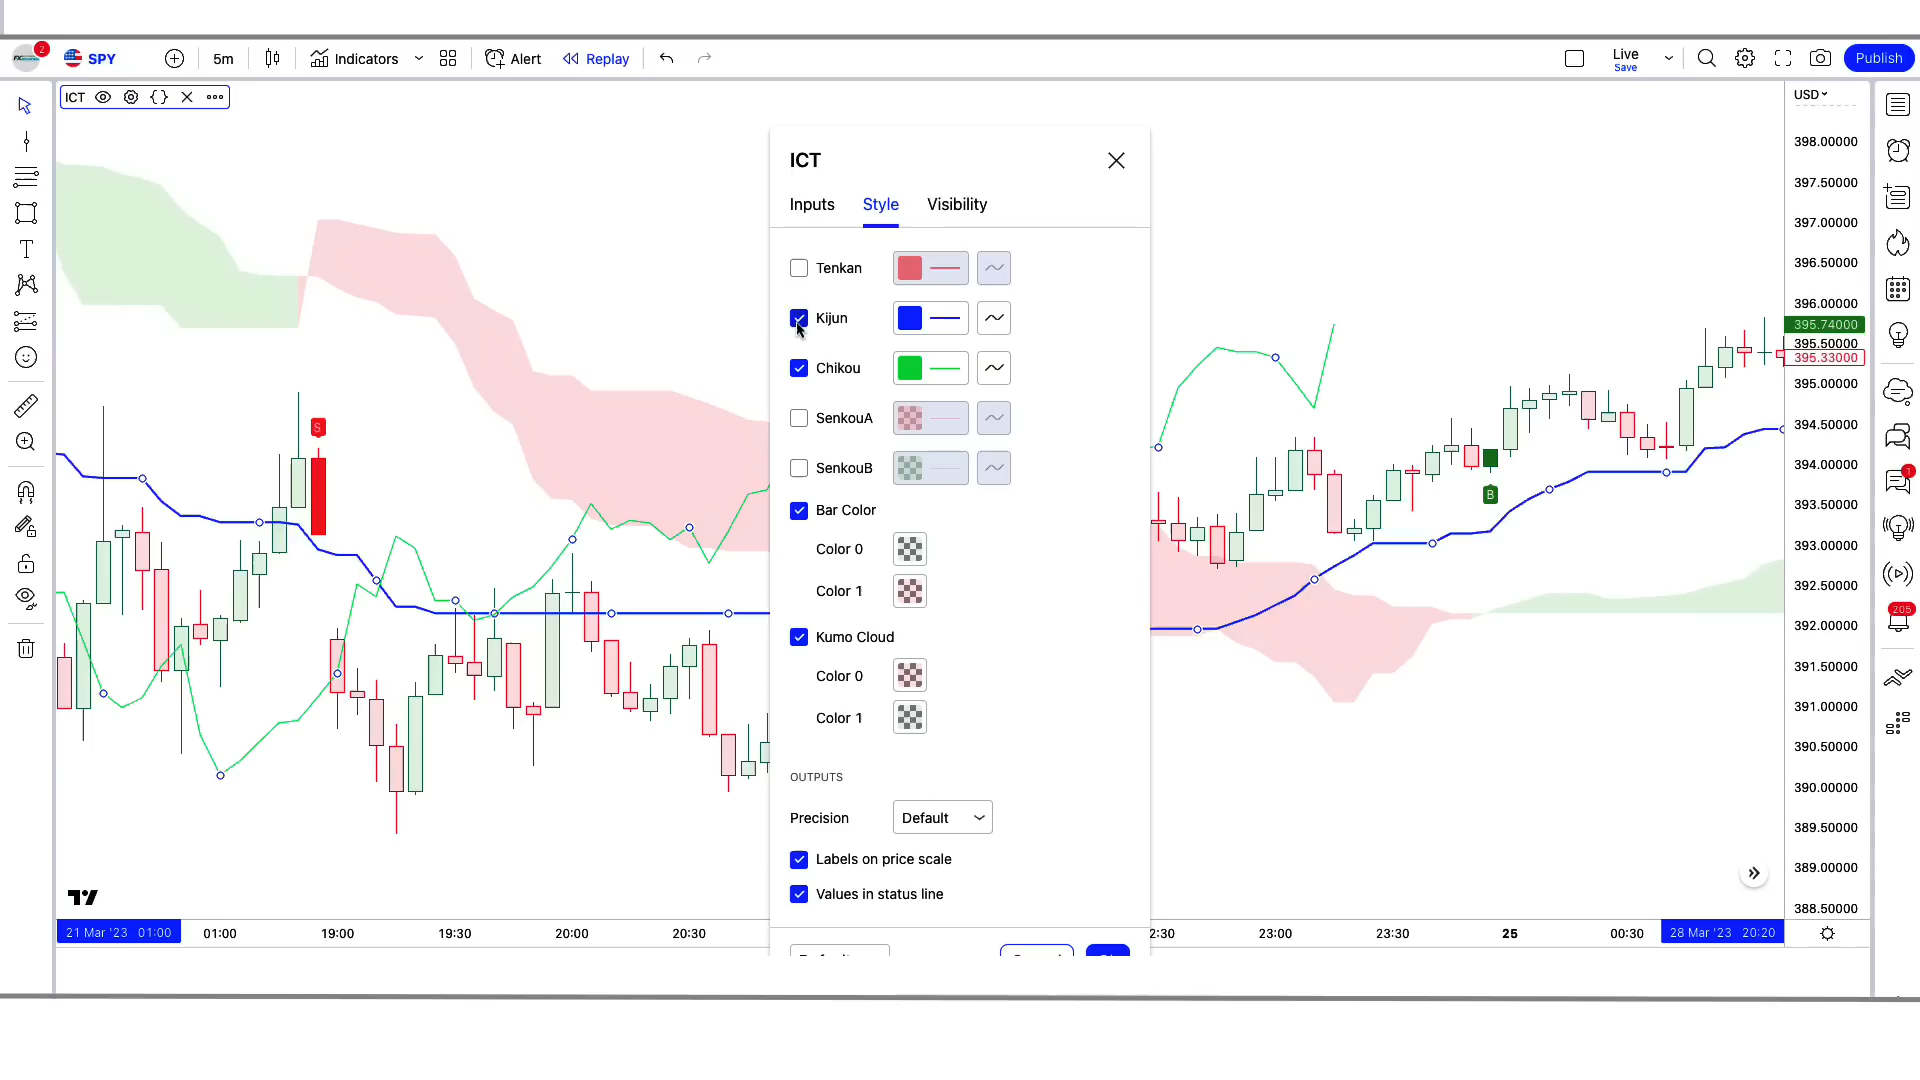 2
SPY
5m
Indicators
Alert
Replay
Live
Save
Publish
ICT
USD
398.00000
397.50000
397.00000
396.50000
396.00000
395.74000
395.50000
395.33000
395.00000
394.50000
394.00000
393.50000
393.00000
392.50000
392.00000
391.50000
391.00000
390.50000
390.00000
389.50000
389.00000
388.50000
ICT
Inputs
Style
Visibility
Tenkan
Kijun
Chikou
SenkouA
SenkouB
Bar Color
Color 0
Color 1
Kumo Cloud
Color 0
Color 1
OUTPUTS
Precision
Default
Labels on price scale
Values in status line
S
B
1
205
21 Mar '23 01:00
01:00
19:00
19:30
20:00
20:30
2:30
23:00
23:30
25
00:30
28 Mar '23 20:20